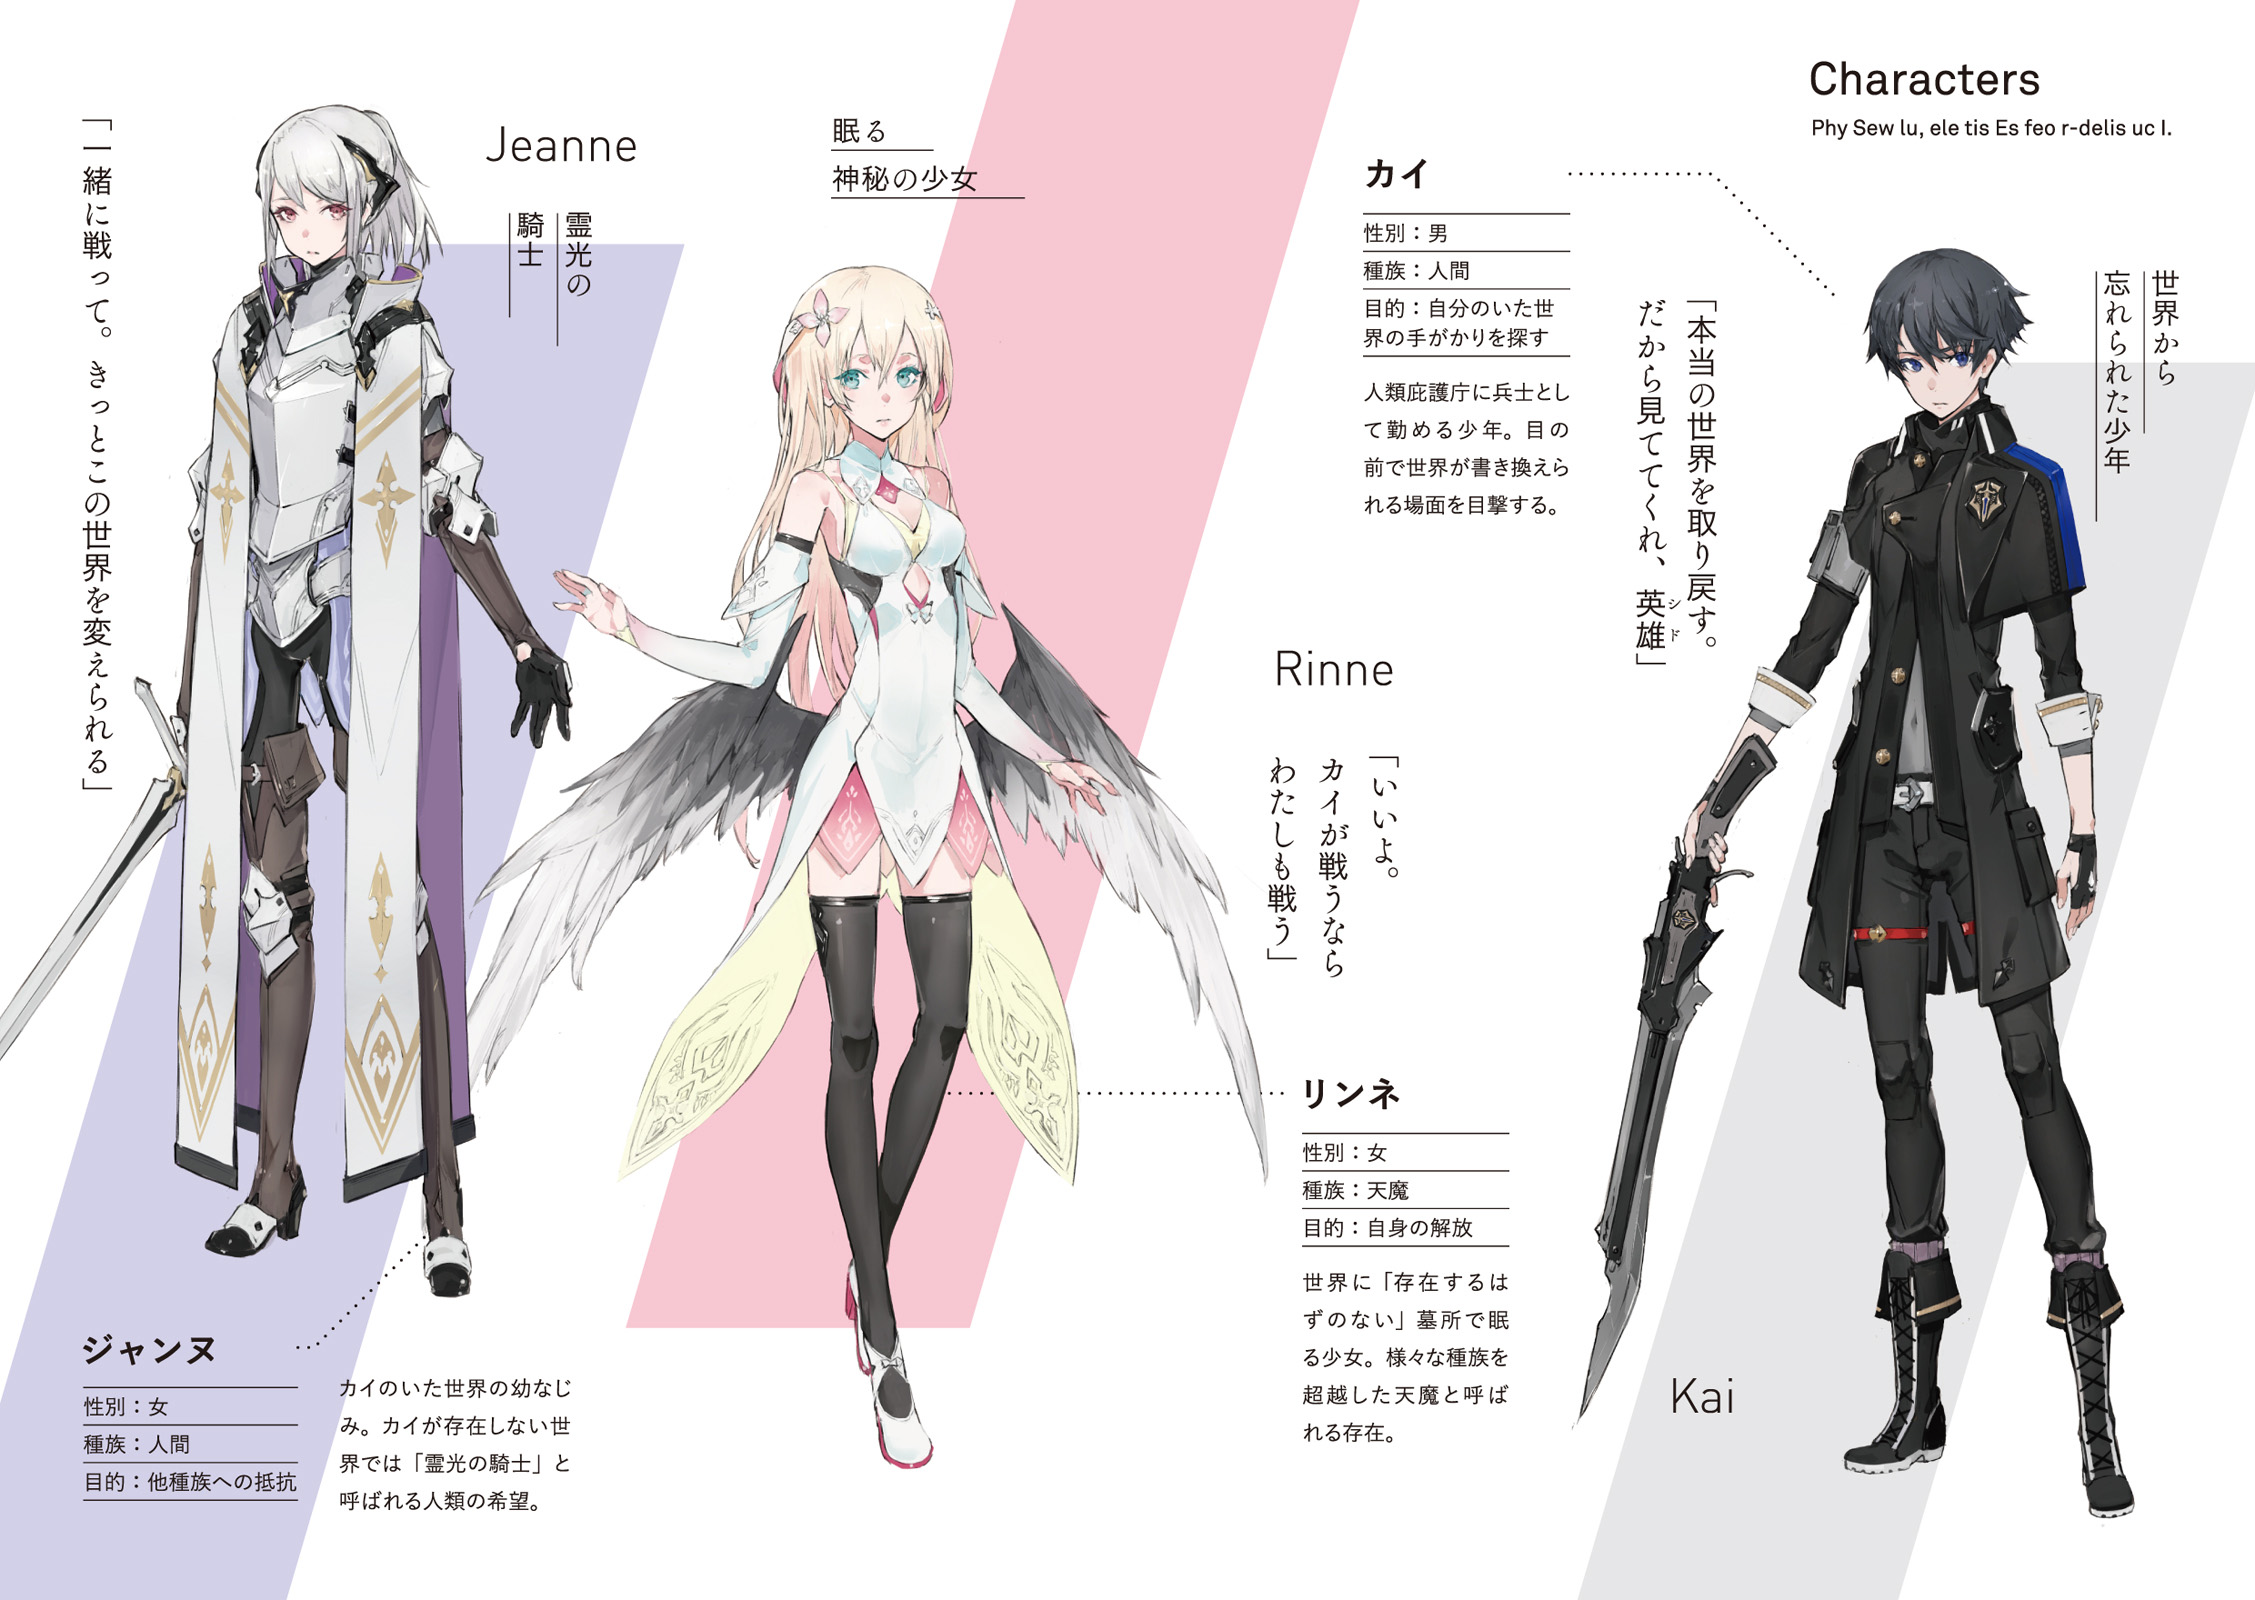 Characters
Phy Sew lu, ele tis Es feo r-delis uc I.
世界から
忘れられた少年
「本当の世界を取り戻す。
だから見ててくれ、英雄」
シド
カイ
性別：男
種族：人間
目的：自分のいた世
界の手がかりを探す
人類庇護庁に兵士とし
て勤める少年。目の
前で世界が書き換えら
れる場面を目撃する。
Kai
眠る
神秘の少女
Rinne
「いいよ。
カイが戦うなら
わたしも戦う」
リンネ
性別：女
種族：天魔
目的：自身の解放
世界に「存在するは
ずのない」墓所で眠
る少女。様々な種族を
超越した天魔と呼ば
れる存在。
Jeanne
霊光の
騎士
「一緒に戦って。きっとこの世界を変えられる」
ジャンヌ
性別：女
種族：人間
目的：他種族への抵抗
カイのいた世界の幼なじ
み。カイが存在しない世
界では「霊光の騎士」と
呼ばれる人類の希望。